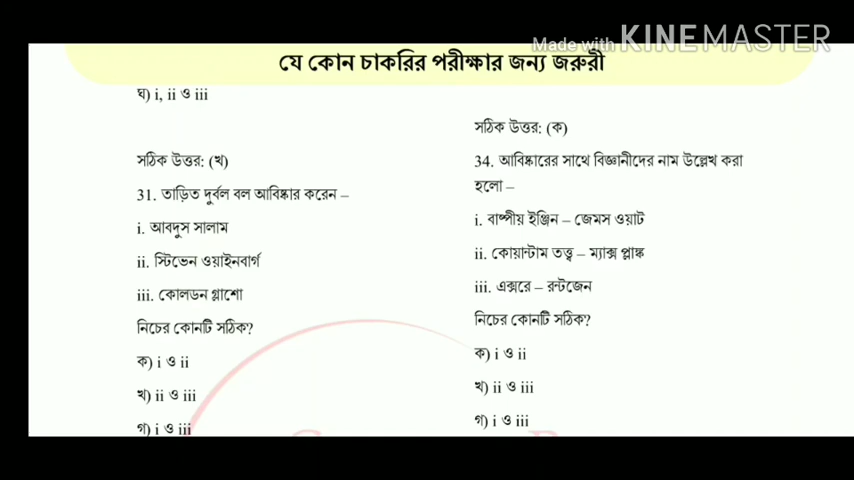 Made with KINEMASTER
যে কোন চাকরির পরীক্ষার জন্য জরুরী
ঘ) i, ii ও iii
সঠিক উত্তর: (খ)
31. তাড়িত দুর্বল বল আবিষ্কার করেন –
i. আবদুস সালাম
ii. স্টিভেন ওয়াইনবার্গ
iii. কোলডন গ্লাশো
নিচের কোনটি সঠিক?
ক) i ও ii
খ) ii ও iii
গ) i ও iii
সঠিক উত্তর: (ক)
34. আবিষ্কারের সাথে বিজ্ঞানীদের নাম উল্লেখ করা
হলো –
i. বাষ্পীয় ইঞ্জিন – জেমস ওয়াট
ii. কোয়ান্টাম তত্ত্ব – ম্যাক্স প্লাঙ্ক
iii. এক্সরে – রন্টজেন
নিচের কোনটি সঠিক?
ক) i ও ii
খ) ii ও iii
গ) i ও iii